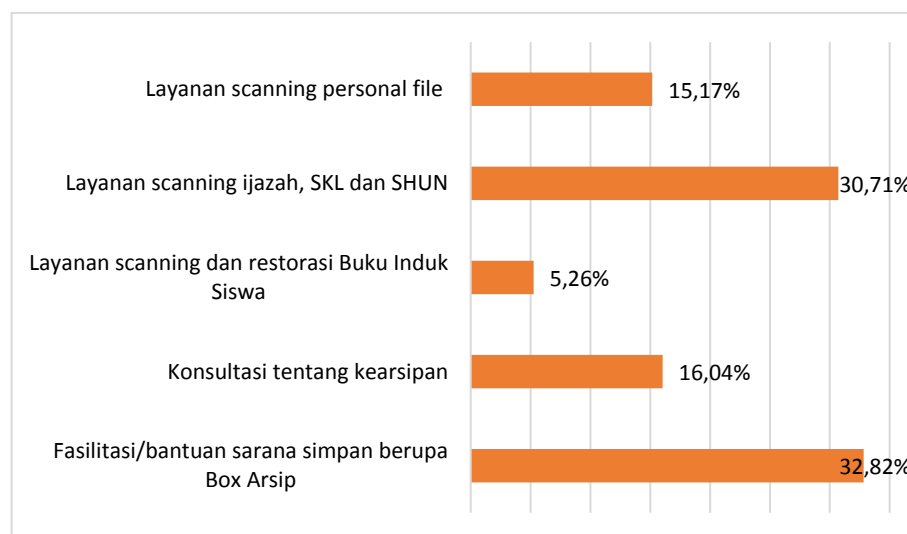 Layanan scanning personal file
15,17%
Layanan scanning ijazah, SKL dan SHUN
30,71%
Layanan scanning dan restorasi Buku Induk
Siswa
5,26%
Konsultasi tentang kearsipan
16,04%
Fasilitasi/bantuan sarana simpan berupa
Box Arsip
32,82%